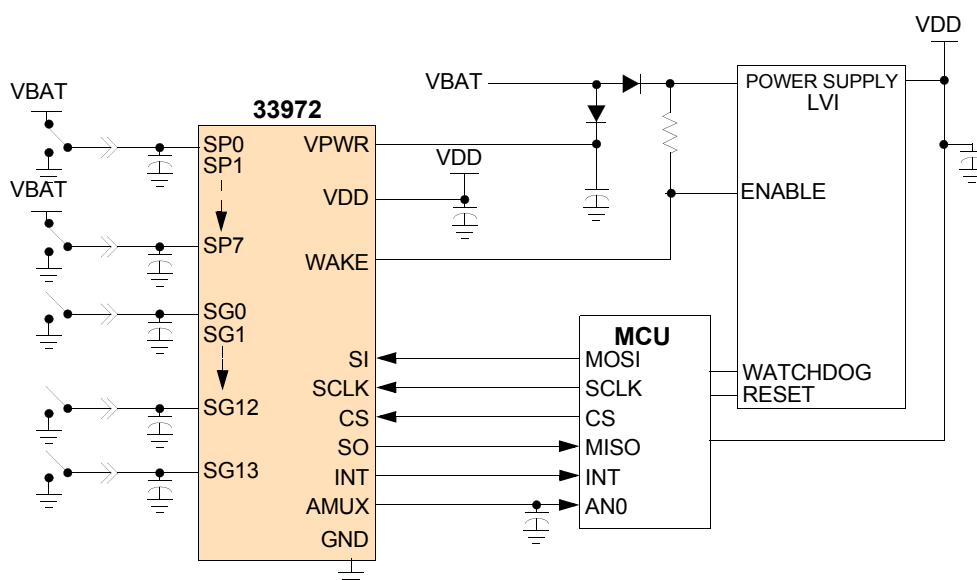 VDD
VBAT
POWER SUPPLY
LVI
VBAT
33972
SP0
VPWR
SP1
VDD
VBAT
VDD
ENABLE
SP7
WAKE
SG0
SG1
MCU
SI
MOSI
SCLK
SCLK
WATCHDOG
RESET
SG12
CS
CS
SO
MISO
SG13
INT
INT
AMUX
AN0
GND